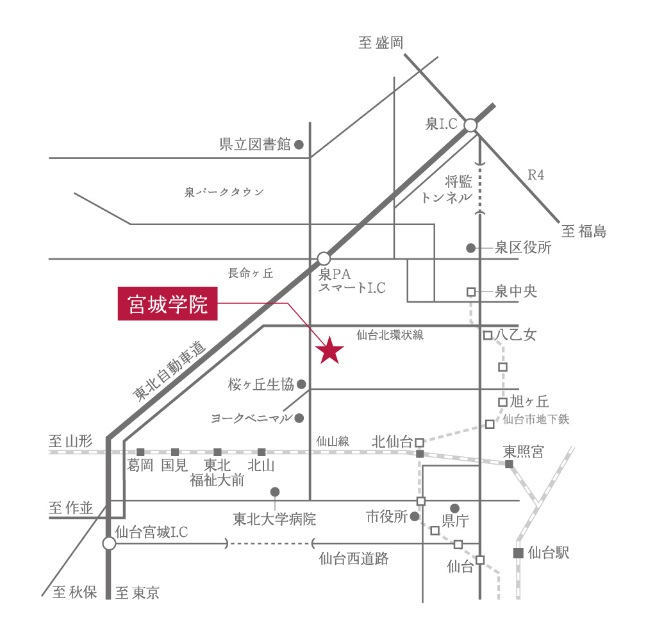 至 盛岡
泉I.C
県立図書館
将監
トンネル
R4
泉パークタウン
至 福島
泉区役所
長命ヶ丘
泉PA
スマートI.C
泉中央
宮城学院
仙台北環状線
八乙女
東北自動車道
桜ヶ丘生協
旭ヶ丘
ヨークベニマル
仙台市地下鉄
至 山形
仙山線
北仙台
東照宮
葛岡
国見
東北
福祉大前
北山
至 作並
東北大学病院
市役所
県庁
仙台宮城I.C
仙台西道路
仙台
仙台駅
至 秋保
至 東京